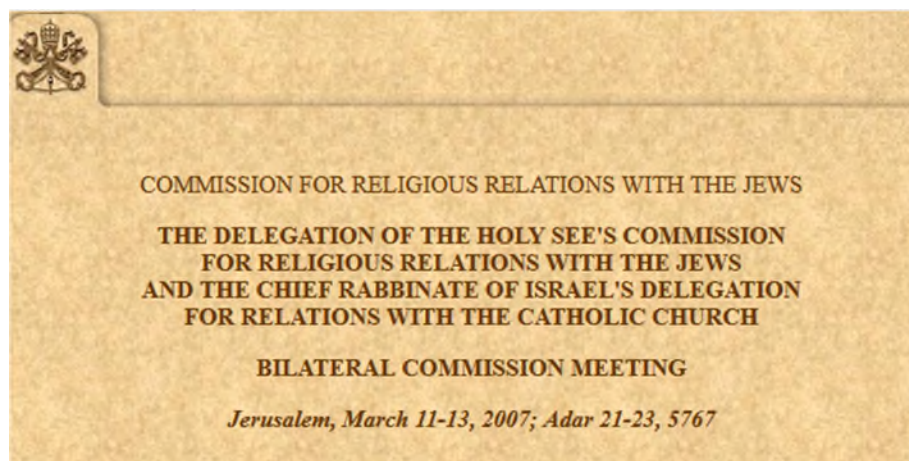 COMMISSION FOR RELIGIOUS RELATIONS WITH THE JEWS
THE DELEGATION OF THE HOLY SEE'S COMMISSION
FOR RELIGIOUS RELATIONS WITH THE JEWS
AND THE CHIEF RABBINATE OF ISRAEL'S DELEGATION
FOR RELATIONS WITH THE CATHOLIC CHURCH
BILATERAL COMMISSION MEETING
Jerusalem, March 11-13, 2007; Adar 21-23, 5767